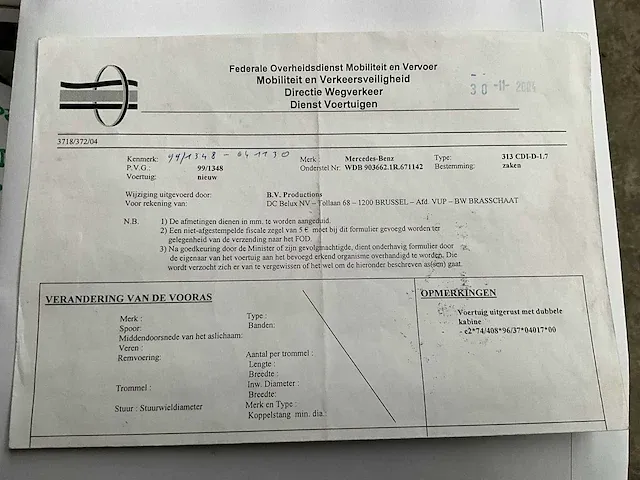 Federale Overheidsdienst Mobiliteit en Vervoer
Mobiliteit en Verkeersveiligheid
Directie Wegverkeer
Dienst Voertuigen
30 -11- 2004
3718/372/04
Kenmerk: 99/1348 - 041130 Merk : Mercedes-Benz Type: 313 CDI-D-1.7
P.V.G.: 99/1348 Onderstel Nr: WDB 903662.1R.671142 Bestemming: zaken
Voertuig: nieuw
Wijziging uitgevoerd door: B.V. Productions
Voor rekening van: DC Belux NV – Tollaan 68 – 1200 BRUSSEL – Afd. VUP – BW BRASSCHAAT
N.B. 1) De afmetingen dienen in mm. te worden aangeduid.
2) Een niet-afgestempelde fiscale zegel van 5 € moet bij dit formulier gevoegd worden ter
gelegenheid van de verzending naar het FOD.
3) Na goedkeuring door de Minister of zijn gevolgmachtigde, dient onderhavig formulier door
de eigenaar van het voertuig aan het bevoegd erkend organisme overhandigd te worden. Die
wordt verzocht zich er van te vergewissen of het wel om de hieronder beschreven as(sen) gaat.
VERANDERING VAN DE VOORAS
Merk : Type :
Spoor: Banden:
Middendoorsnede van het aslichaam:
Veren :
Remvoering: Aantal per trommel :
Lengte :
Breedte :
Trommel : Inw. Diameter :
Breedte:
Stuur : Stuurwieldiameter Merk en Type :
Koppelstang min. dia.:
OPMERKINGEN
- Voertuig uitgerust met dubbele
kabine
- e2*74/408*96/37*04017*00